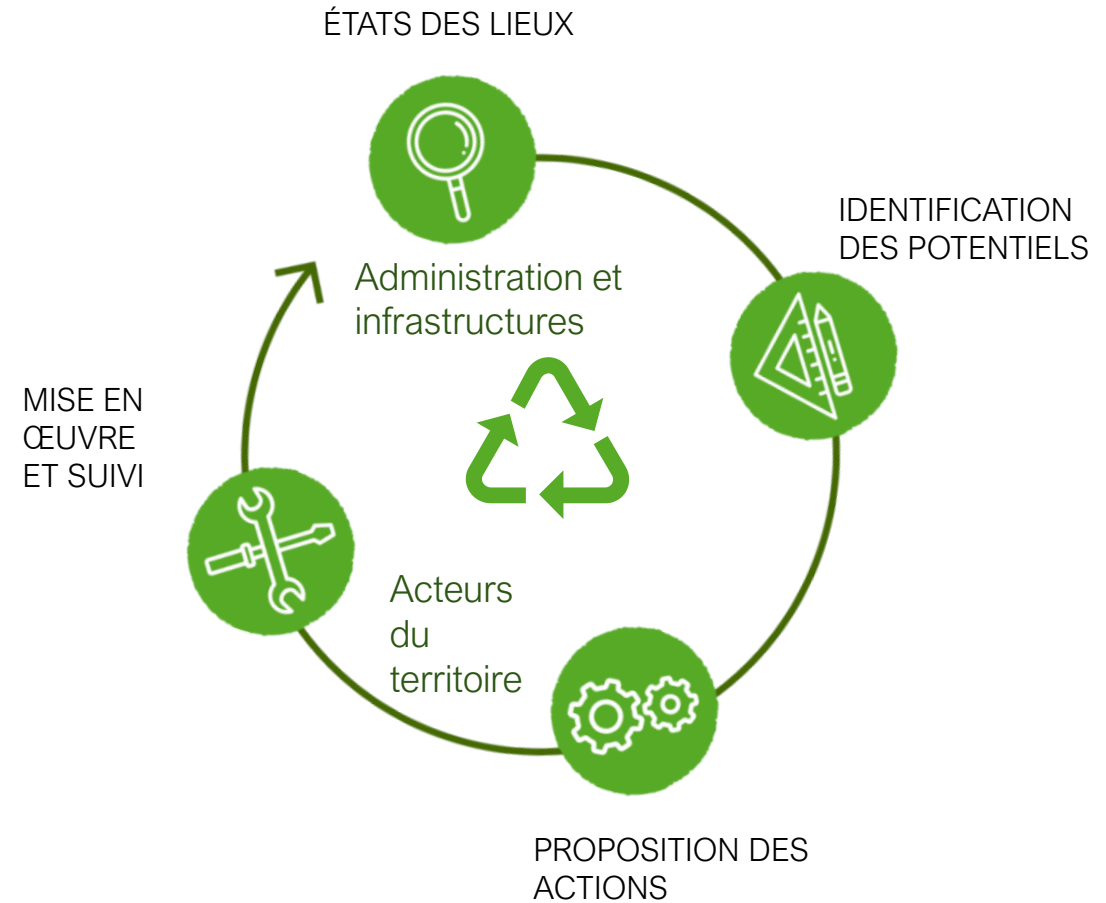 ÉTATS DES LIEUX
IDENTIFICATION
DES POTENTIELS
Administration et
infrastructures
MISE EN
ŒUVRE
ET SUIVI
Acteurs
du
territoire
PROPOSITION DES
ACTIONS